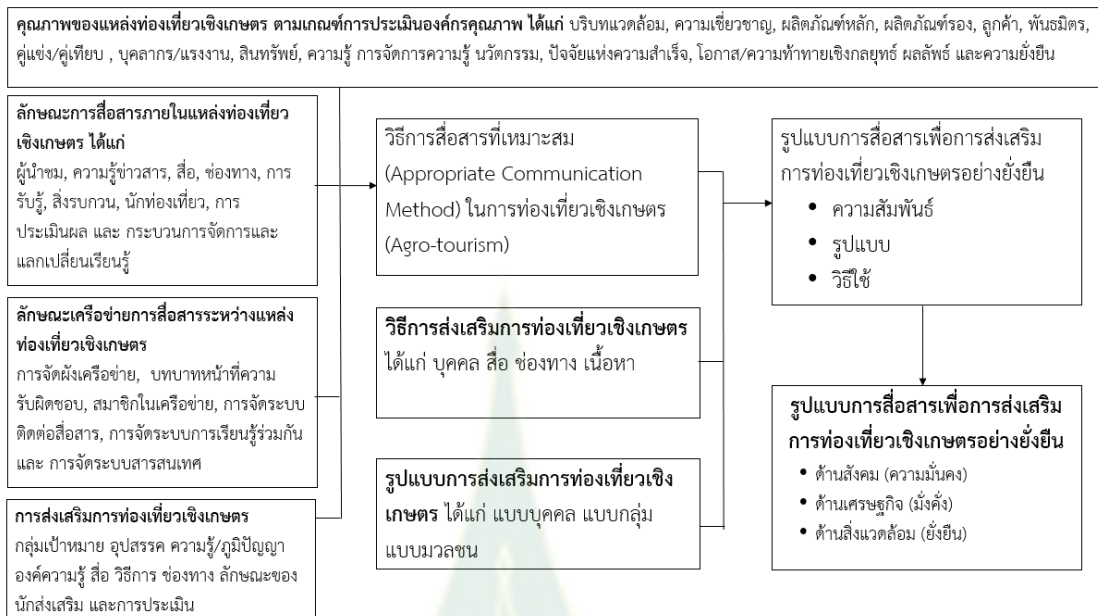 คุณภาพของแหล่งท่องเที่ยวเชิงเกษตร ตามเกณฑ์การประเมินองค์กรคุณภาพ ได้แก่ บริบทแวดล้อม, ความเชี่ยวชาญ, ผลิตภัณฑ์หลัก, ผลิตภัณฑ์รอง, ลูกค้า, พันธมิตร,
คู่แข่ง/คู่เทียบ , บุคลากร/แรงงาน, สินทรัพย์, ความรู้ การจัดการความรู้ นวัตกรรม, ปัจจัยแห่งความสำเร็จ, โอกาส/ความท้าทายเชิงกลยุทธ์ ผลลัพธ์ และความยั่งยืน
ลักษณะการสื่อสารภายในแหล่งท่องเที่ยว
เชิงเกษตร ได้แก่
ผู้นำชม, ความรู้ข่าวสาร, สื่อ, ช่องทาง, การ
รับรู้, สิ่งรบกวน, นักท่องเที่ยว, การ
ประเมินผล และ กระบวนการจัดการและ
แลกเปลี่ยนเรียนรู้
ลักษณะเครือข่ายการสื่อสารระหว่างแหล่ง
ท่องเที่ยวเชิงเกษตร
การจัดผังเครือข่าย, บทบาทหน้าที่ความ
รับผิดชอบ, สมาชิกในเครือข่าย, การจัดระบบ
ติดต่อสื่อสาร, การจัดระบบการเรียนรู้ร่วมกัน
และ การจัดระบบสารสนเทศ
การส่งเสริมการท่องเที่ยวเชิงเกษตร
กลุ่มเป้าหมาย อุปสรรค ความรู้/ภูมิปัญญา
องค์ความรู้ สื่อ วิธีการ ช่องทาง ลักษณะของ
นักส่งเสริม และการประเมิน
วิธีการสื่อสารที่เหมาะสม
(Appropriate Communication
Method) ในการท่องเที่ยวเชิงเกษตร
(Agro-tourism)
วิธีการส่งเสริมการท่องเที่ยวเชิงเกษตร
ได้แก่ บุคคล สื่อ ช่องทาง เนื้อหา
รูปแบบการส่งเสริมการท่องเที่ยวเชิง
เกษตร ได้แก่ แบบบุคคล แบบกลุ่ม
แบบมวลชน
รูปแบบการสื่อสารเพื่อการส่งเสริม
การท่องเที่ยวเชิงเกษตรอย่างยั่งยืน
• ความสัมพันธ์
• รูปแบบ
• วิธีใช้
รูปแบบการสื่อสารเพื่อการส่งเสริม
การท่องเที่ยวเชิงเกษตรอย่างยั่งยืน
• ด้านสังคม (ความมั่นคง)
• ด้านเศรษฐกิจ (มั่งคั่ง)
• ด้านสิ่งแวดล้อม (ยั่งยืน)